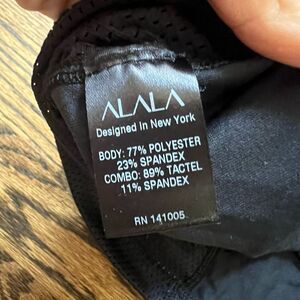 ALALA
Designed in New York
BODY: 77% POLYESTER
23% SPANDEX
COMBO: 89% TACTEL
11% SPANDEX
RN 141005